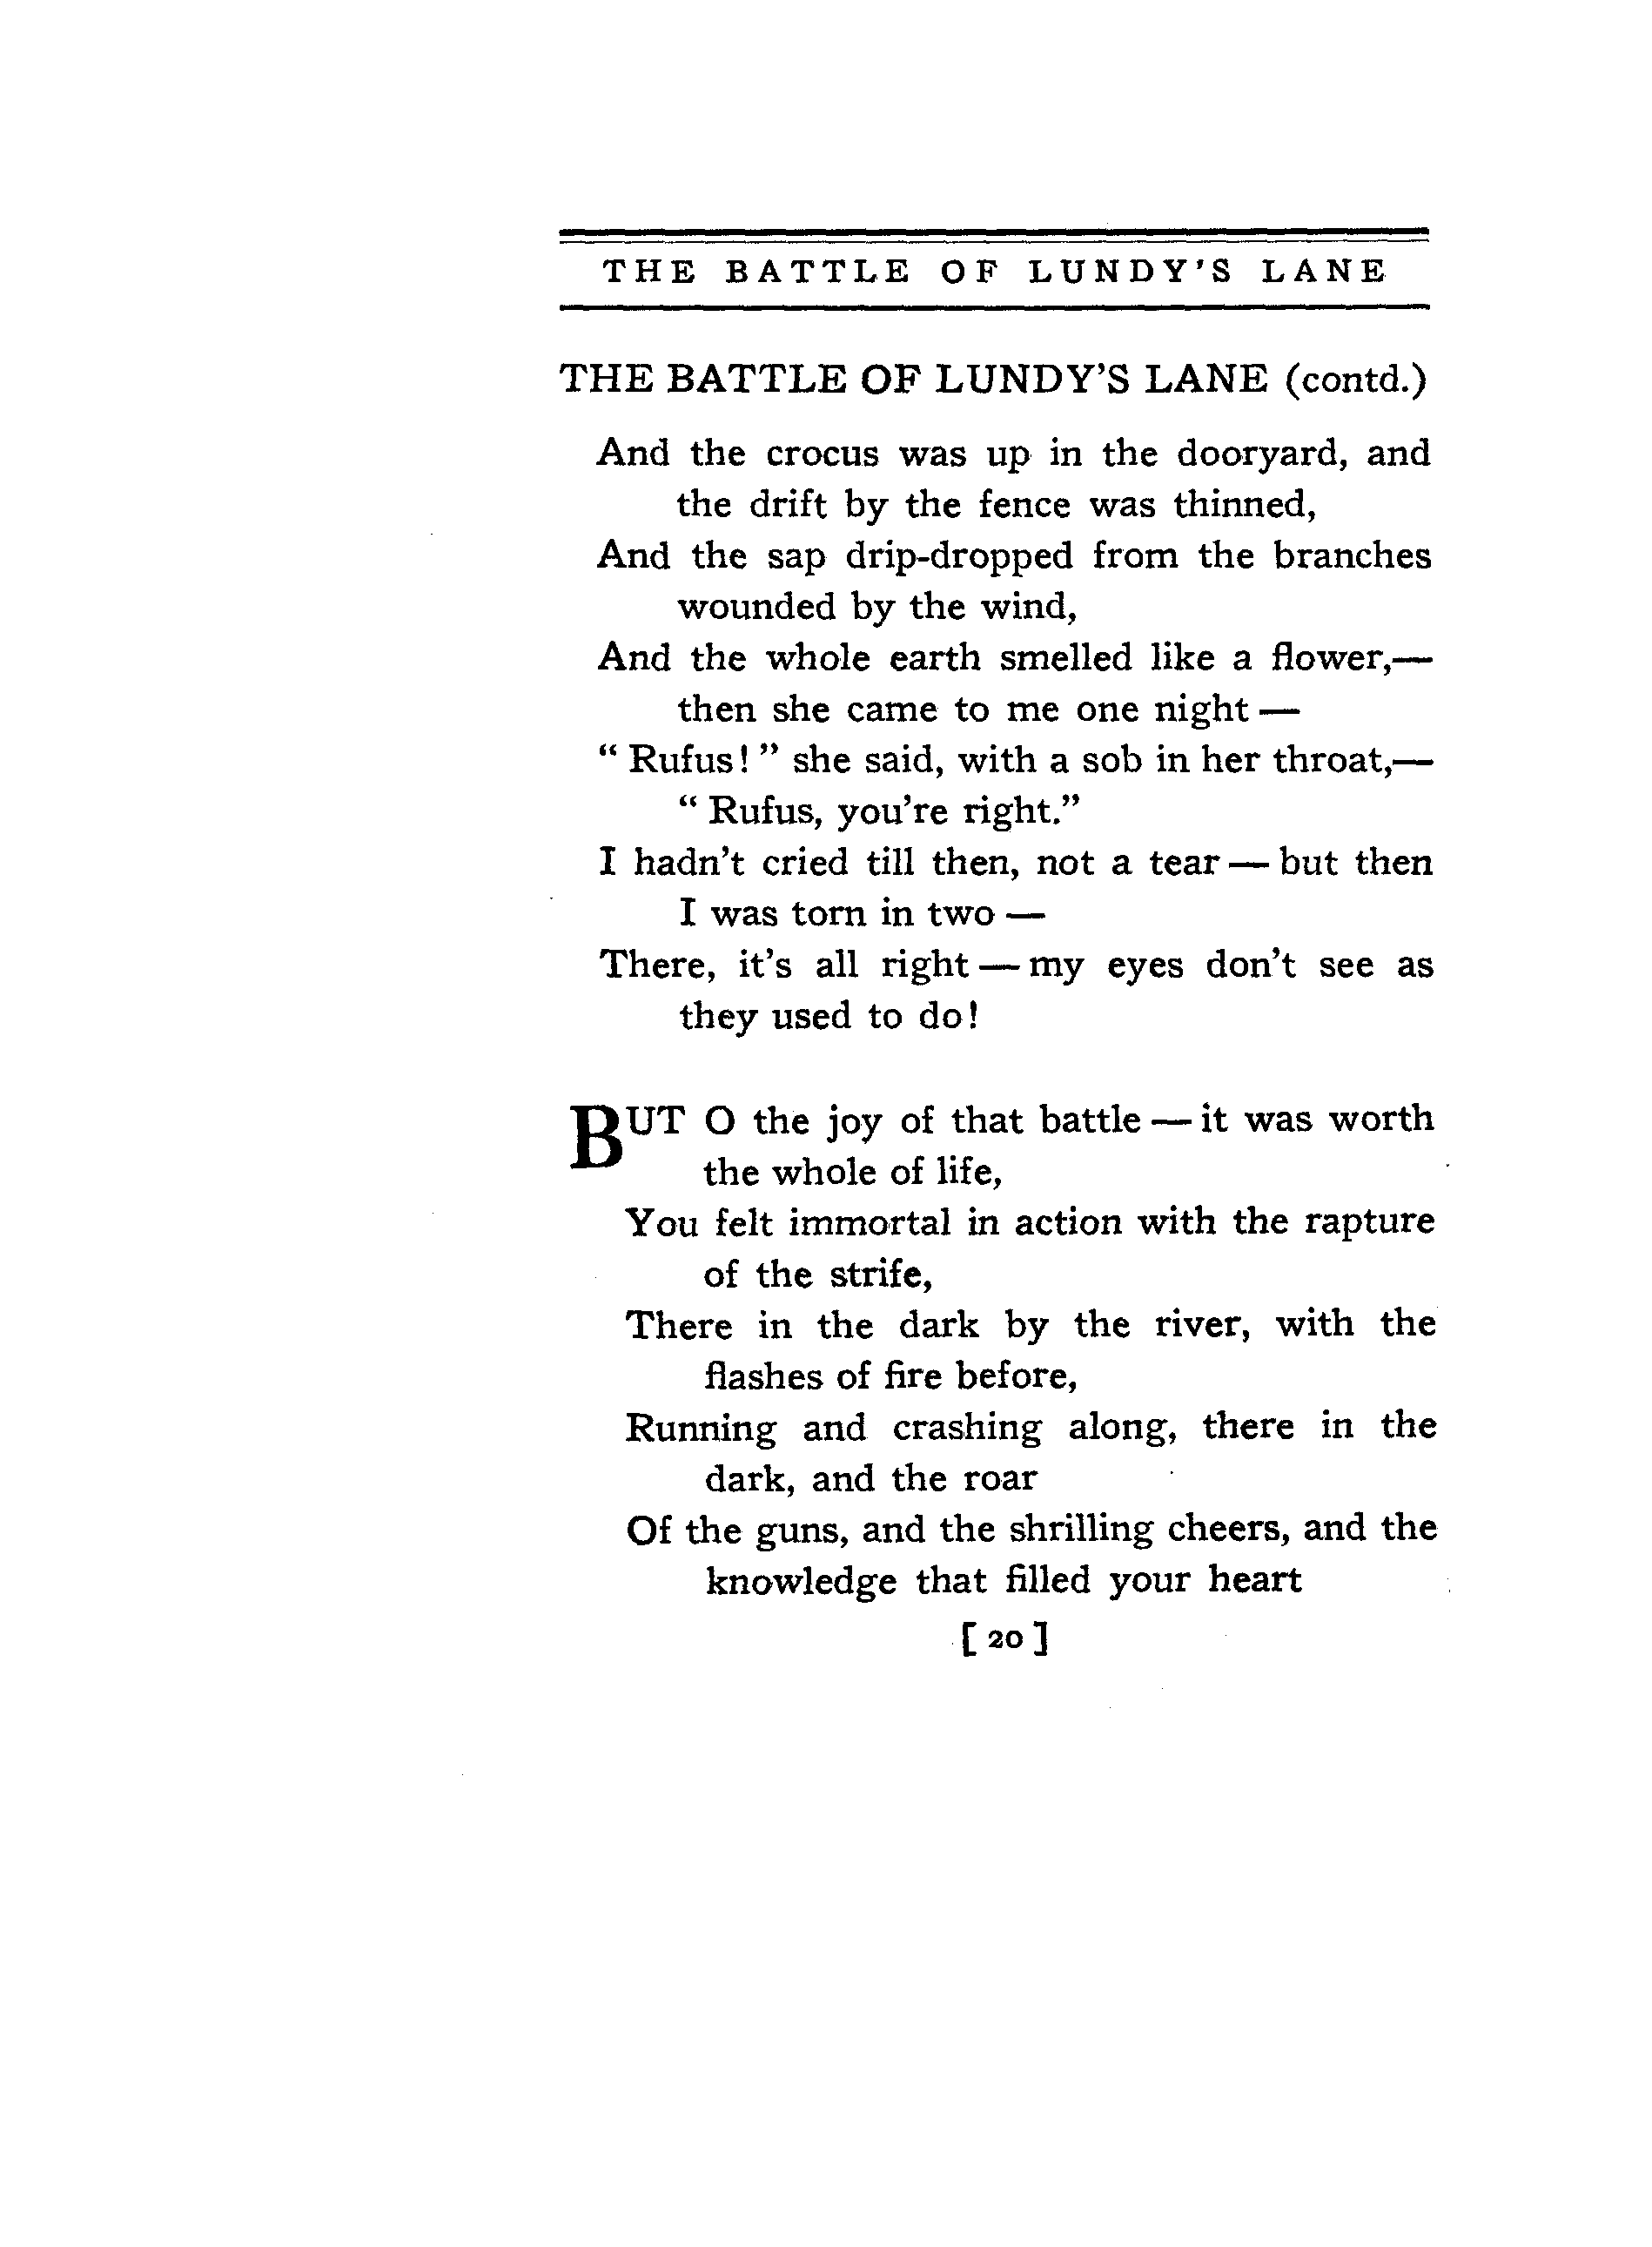 THE BATTLE OF LUNDY'S LANE
THE BATTLE OF LUNDY'S LANE (contd.)
And the crocus was up in the dooryard, and
the drift by the fence was thinned,
And the sap drip-dropped from the branches
wounded by the wind,
And the whole earth smelled like a flower,—
then she came to me one night —
" Rufus! " she said, with a sob in her throat,—
" Rufus, you're right."
I hadn't cried till then, not a tear — but then
I was torn in two —
There, it's all right — my eyes don't see as
they used to do!
BUT O the joy of that battle — it was worth
the whole of life,
You felt immortal in action with the rapture
of the strife,
There in the dark by the river, with the
flashes of fire before,
Running and crashing along, there in the
dark, and the roar
Of the guns, and the shrilling cheers, and the
knowledge that filled your heart
[ 20 ]